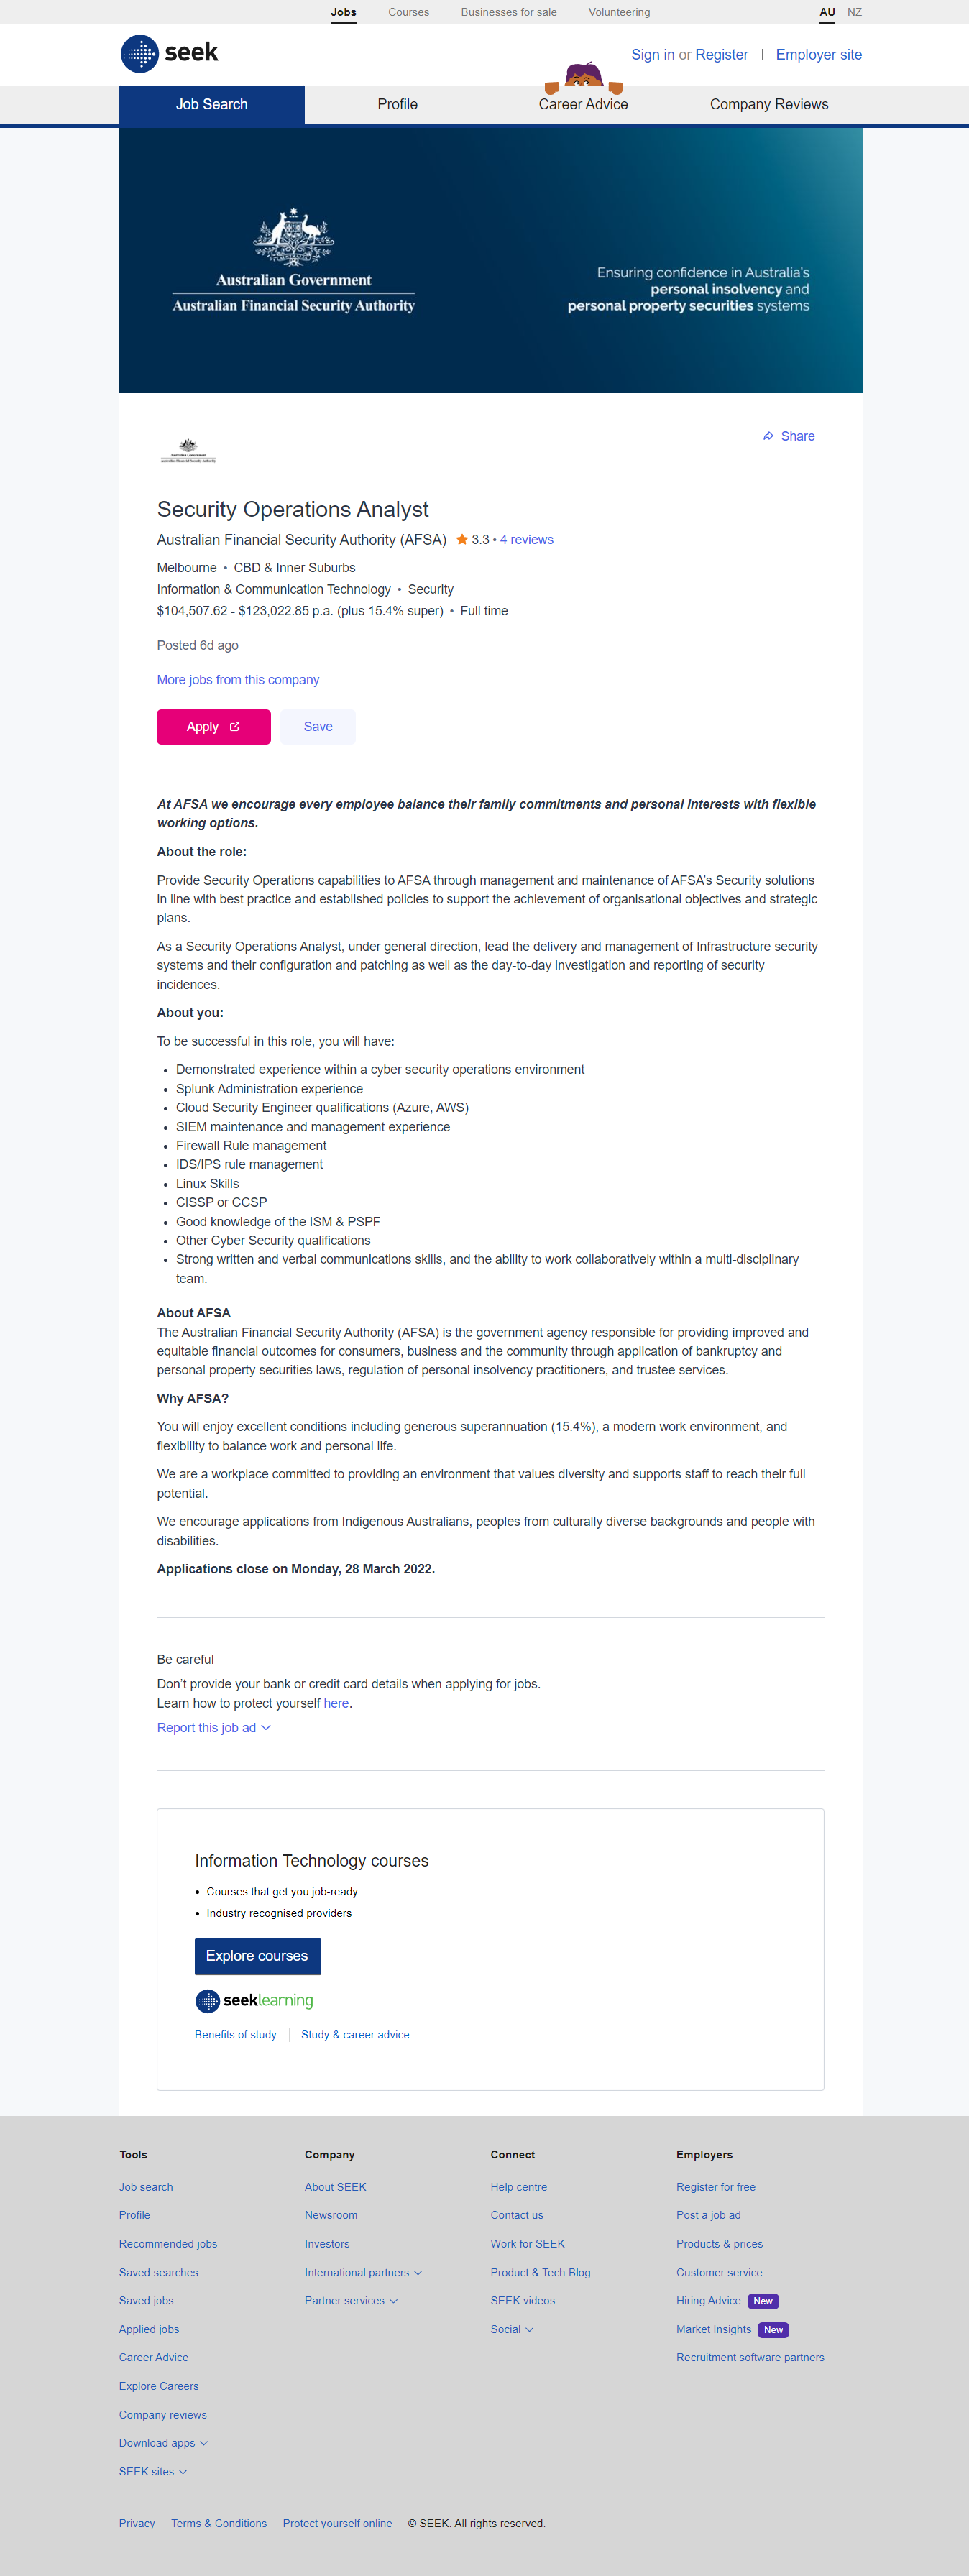 Jobs Courses Businesses for sale Volunteering AU NZ
seek
Sign in or Register | Employer site
Job Search Profile Career Advice Company Reviews
Australian Government
Australian Financial Security Authority
Ensuring confidence in Australia's
personal insolvency and
personal property securities systems
Australian Government
Australian Financial Security Authority
Share
Security Operations Analyst
Australian Financial Security Authority (AFSA) 3.3 • 4 reviews
Melbourne • CBD & Inner Suburbs
Information & Communication Technology • Security
$104,507.62 - $123,022.85 p.a. (plus 15.4% super) • Full time
Posted 6d ago
More jobs from this company
Apply Save
At AFSA we encourage every employee balance their family commitments and personal interests with flexible
working options.
About the role:
Provide Security Operations capabilities to AFSA through management and maintenance of AFSA's Security solutions
in line with best practice and established policies to support the achievement of organisational objectives and strategic
plans.
As a Security Operations Analyst, under general direction, lead the delivery and management of Infrastructure security
systems and their configuration and patching as well as the day-to-day investigation and reporting of security
incidences.
About you:
To be successful in this role, you will have:
• Demonstrated experience within a cyber security operations environment
• Splunk Administration experience
• Cloud Security Engineer qualifications (Azure, AWS)
• SIEM maintenance and management experience
• Firewall Rule management
• IDS/IPS rule management
• Linux Skills
• CISSP or CCSP
• Good knowledge of the ISM & PSPF
• Other Cyber Security qualifications
• Strong written and verbal communications skills, and the ability to work collaboratively within a multi-disciplinary
team.
About AFSA
The Australian Financial Security Authority (AFSA) is the government agency responsible for providing improved and
equitable financial outcomes for consumers, business and the community through application of bankruptcy and
personal property securities laws, regulation of personal insolvency practitioners, and trustee services.
Why AFSA?
You will enjoy excellent conditions including generous superannuation (15.4%), a modern work environment, and
flexibility to balance work and personal life.
We are a workplace committed to providing an environment that values diversity and supports staff to reach their full
potential.
We encourage applications from Indigenous Australians, peoples from culturally diverse backgrounds and people with
disabilities.
Applications close on Monday, 28 March 2022.
Be careful
Don't provide your bank or credit card details when applying for jobs.
Learn how to protect yourself here.
Report this job ad
Information Technology courses
• Courses that get you job-ready
• Industry recognised providers
Explore courses
seeklearning
Benefits of study | Study & career advice
Tools Company Connect Employers
Job search About SEEK Help centre Register for free
Profile Newsroom Contact us Post a job ad
Recommended jobs Investors Work for SEEK Products & prices
Saved searches International partners Product & Tech Blog Customer service
Saved jobs Partner services SEEK videos Hiring Advice New
Applied jobs Social Market Insights New
Career Advice Recruitment software partners
Explore Careers
Company reviews
Download apps
SEEK sites
Privacy Terms & Conditions Protect yourself online © SEEK. All rights reserved.